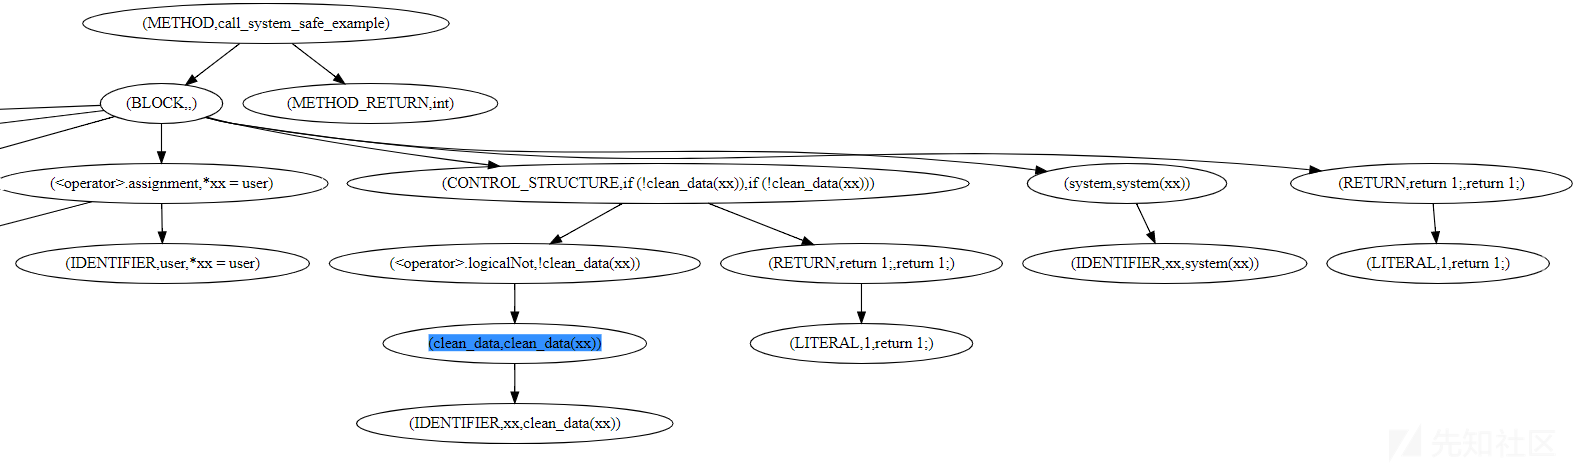 (METHOD,call_system_safe_example)
(BLOCK,,)
(METHOD_RETURN,int)
(<operator>.assignment,*xx = user)
(CONTROL_STRUCTURE,if (!clean_data(xx)),if (!clean_data(xx)))
(system,system(xx))
(RETURN,return 1;,return 1;)
(IDENTIFIER,user,*xx = user)
(<operator>.logicalNot,!clean_data(xx))
(RETURN,return 1;,return 1;)
(IDENTIFIER,xx,system(xx))
(LITERAL,1,return 1;)
(clean_data,clean_data(xx))
(LITERAL,1,return 1;)
(IDENTIFIER,xx,clean_data(xx))
先知社区